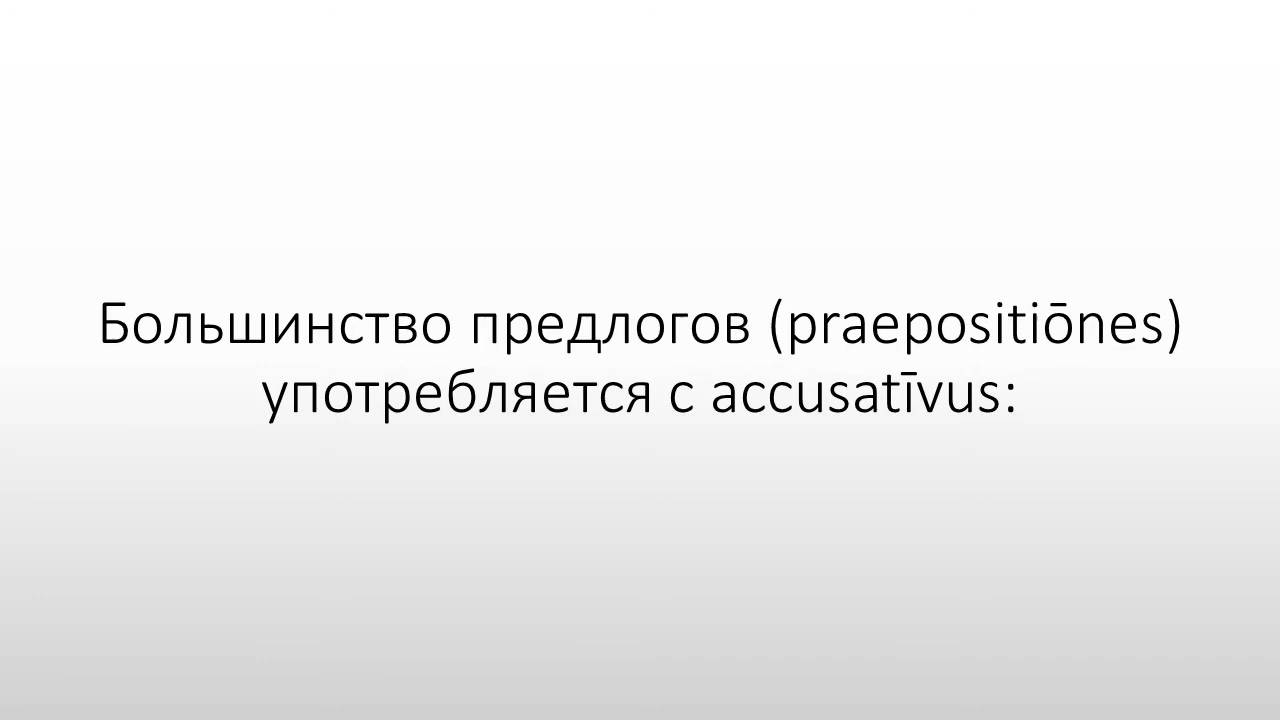 Большинство предлогов (praepositiōnes)
употребляется с accusatīvus: